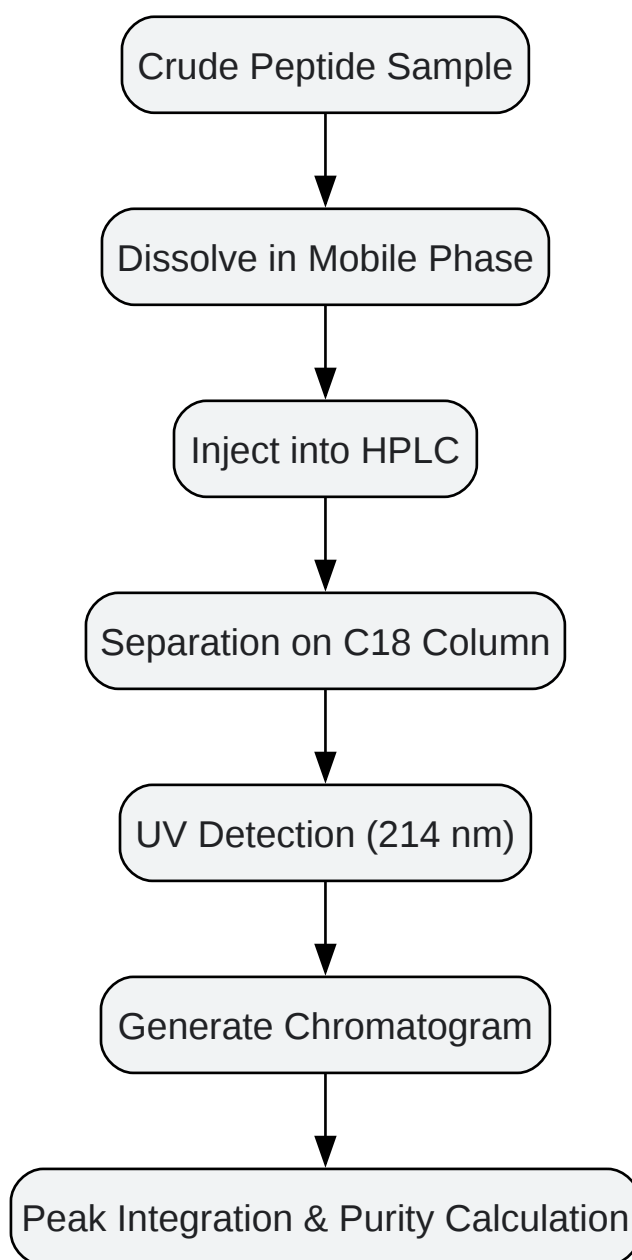 Crude Peptide Sample
Dissolve in Mobile Phase
Inject into HPLC
Separation on C18 Column
UV Detection (214 nm)
Generate Chromatogram
Peak Integration & Purity Calculation